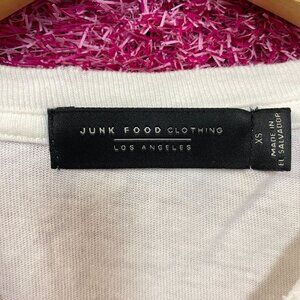 JUNK FOOD CLOTHING
LOS ANGELES
XS
MADE IN
EL SALVADOR